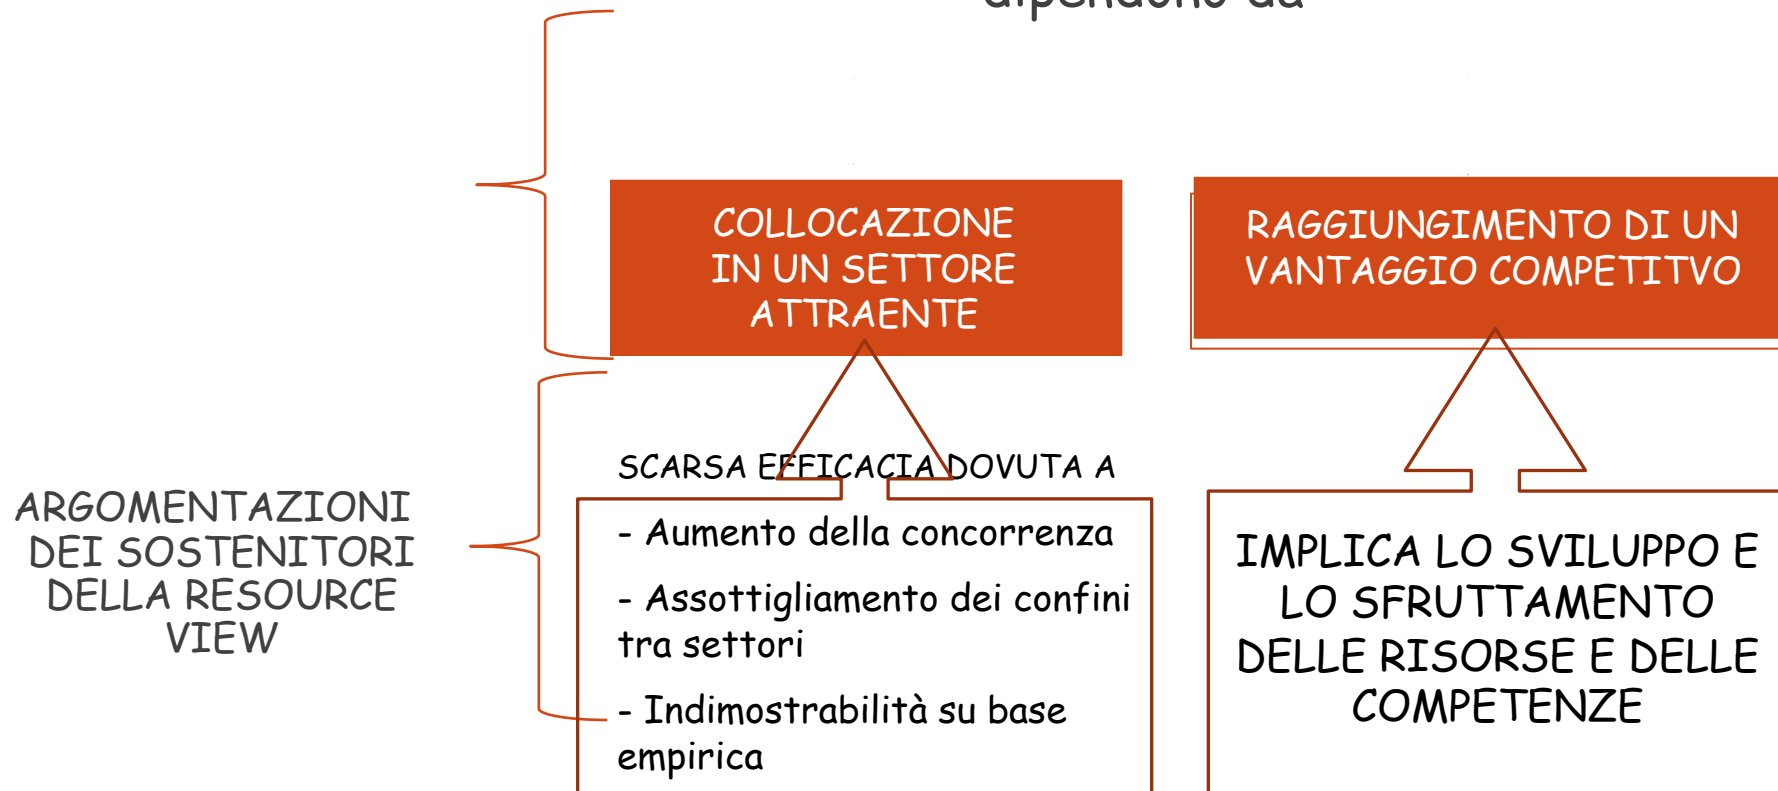 dipendono da
COLLOCAZIONE
IN UN SETTORE
ATTRAENTE
RAGGIUNGIMENTO DI UN
VANTAGGIO COMPETITVO
ARGOMENTAZIONI
DEI SOSTENITORI
DELLA RESOURCE
VIEW
SCARSA EFFICACIA DOVUTA A
- Aumento della concorrenza
- Assottigliamento dei confini
tra settori
- Indimostrabilità su base
empirica
IMPLICA LO SVILUPPO E
LO SFRUTTAMENTO
DELLE RISORSE E DELLE
COMPETENZE